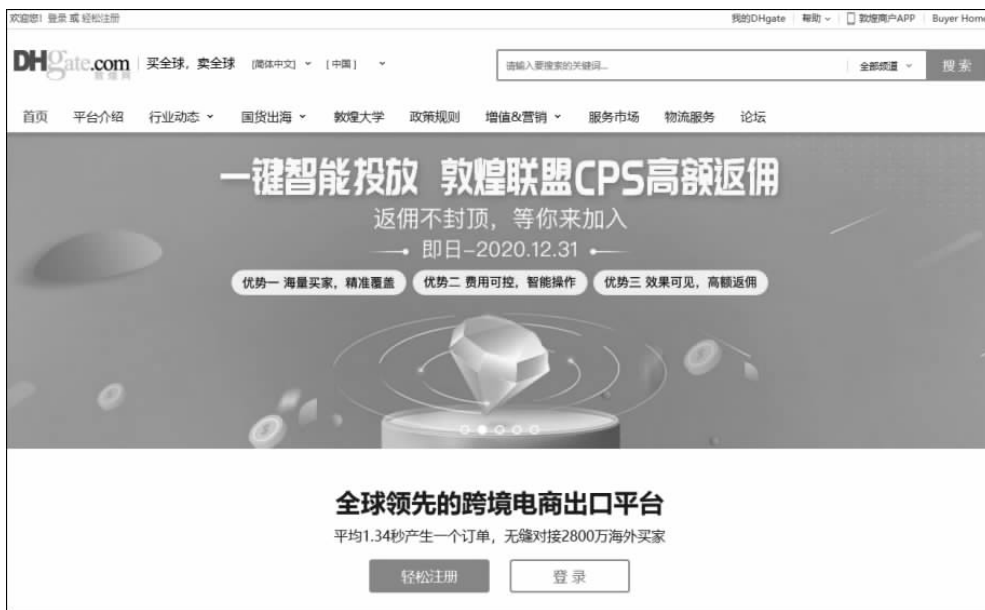 欢迎您! 登录 或 轻松注册
我的DHgate 帮助 敦煌商户APP Buyer Home
DHgate.com 买全球，卖全球 [简体中文] [中国] 请输入要搜索的关键词... 全部频道 搜索
敦煌网
首页 平台介绍 行业动态 国货出海 敦煌大学 政策规则 增值&营销 服务市场 物流服务 论坛
一键智能投放 敦煌联盟CPS高额返佣
返佣不封顶，等你来加入
即日-2020.12.31
优势一 海量买家，精准覆盖 优势二 费用可控，智能操作 优势三 效果可见，高额返佣
全球领先的跨境电商出口平台
平均1.34秒产生一个订单，无缝对接2800万海外买家
轻松注册 登录